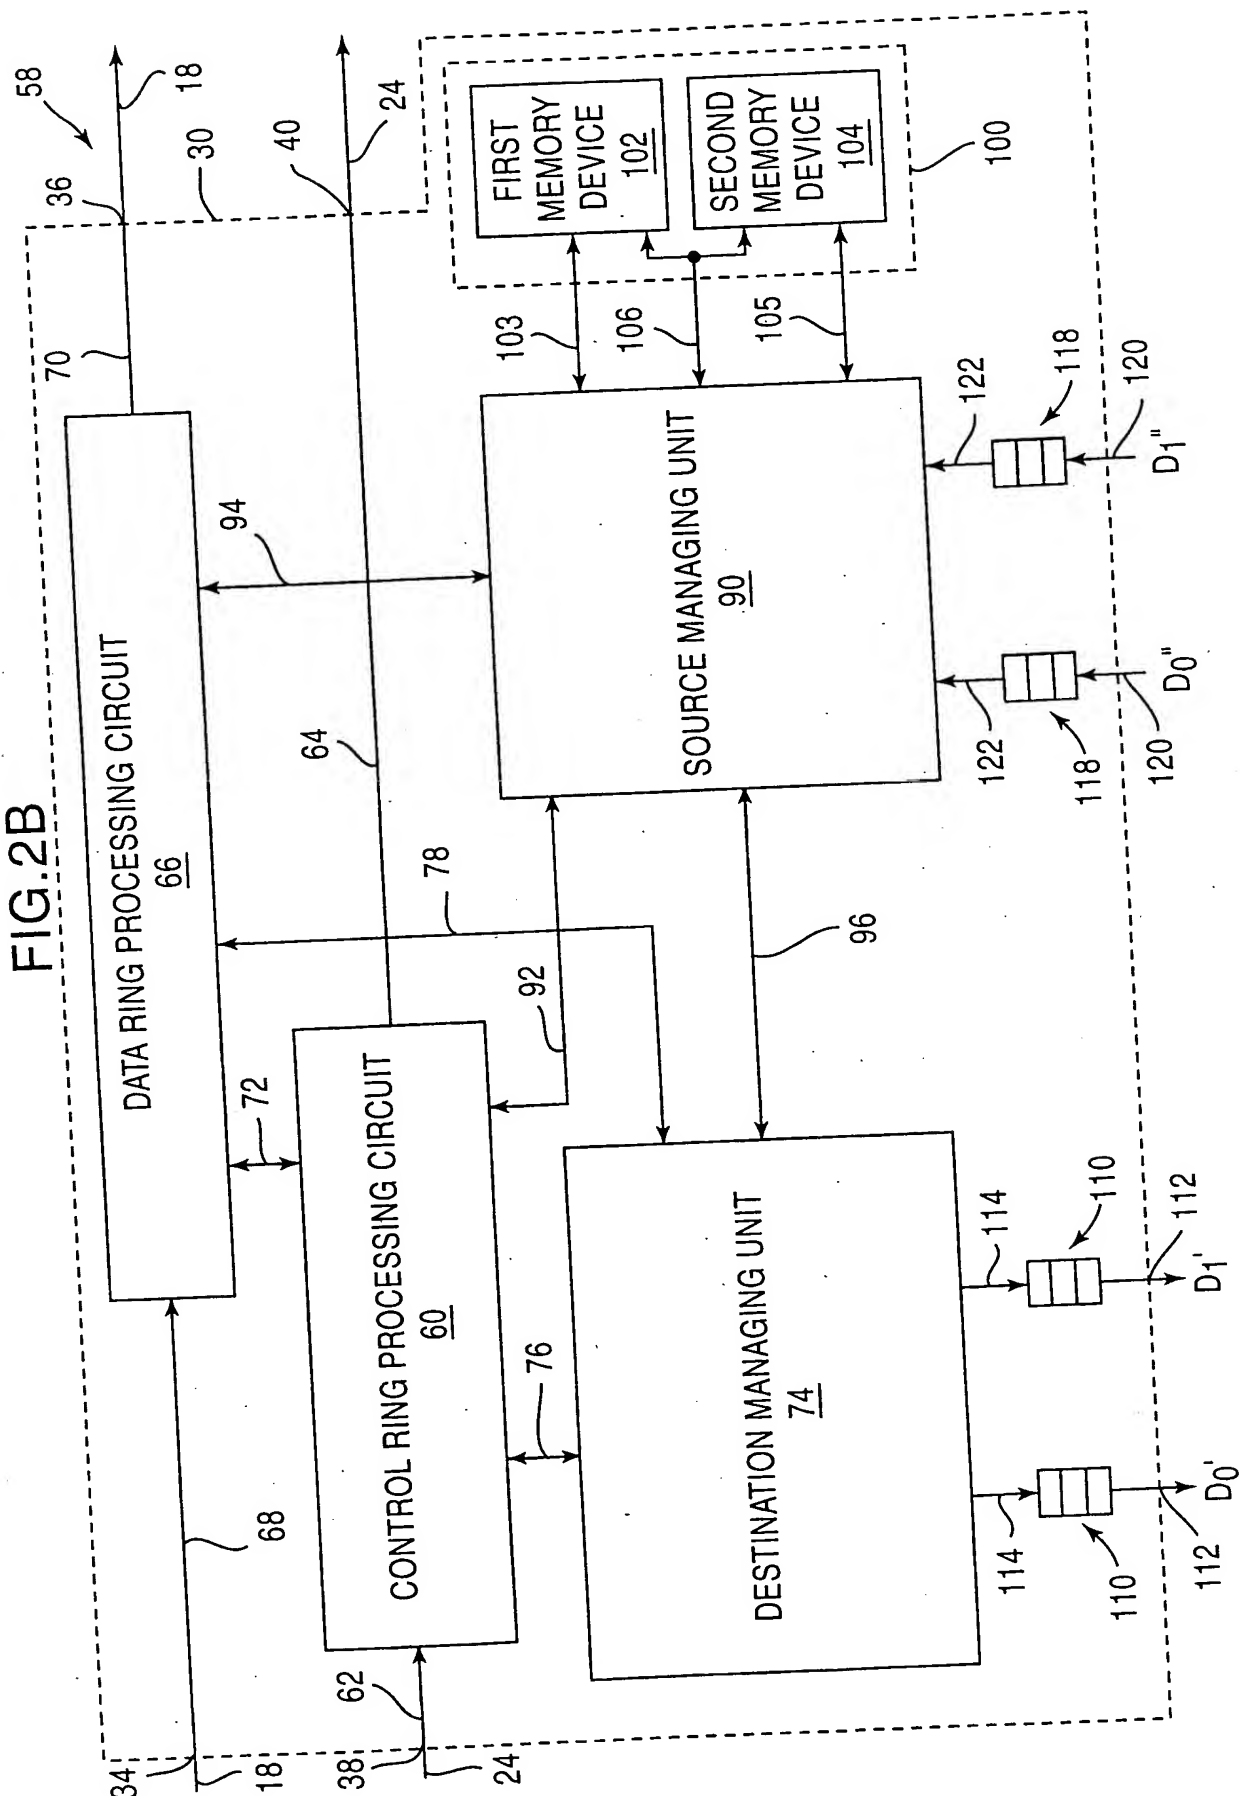 FIG.2B
58
36
18
30
40
24
70
DATA RING PROCESSING CIRCUIT
66
94
64
72
68
34
18
FIRST
MEMORY
DEVICE
102
SECOND
MEMORY
DEVICE
104
100
103
106
105
78
92
CONTROL RING PROCESSING CIRCUIT
60
62
38
24
76
SOURCE MANAGING UNIT
90
96
DESTINATION MANAGING UNIT
74
122
118
120
D1"
122
118
120
D0"
114
110
112
D1'
114
110
112
D0'